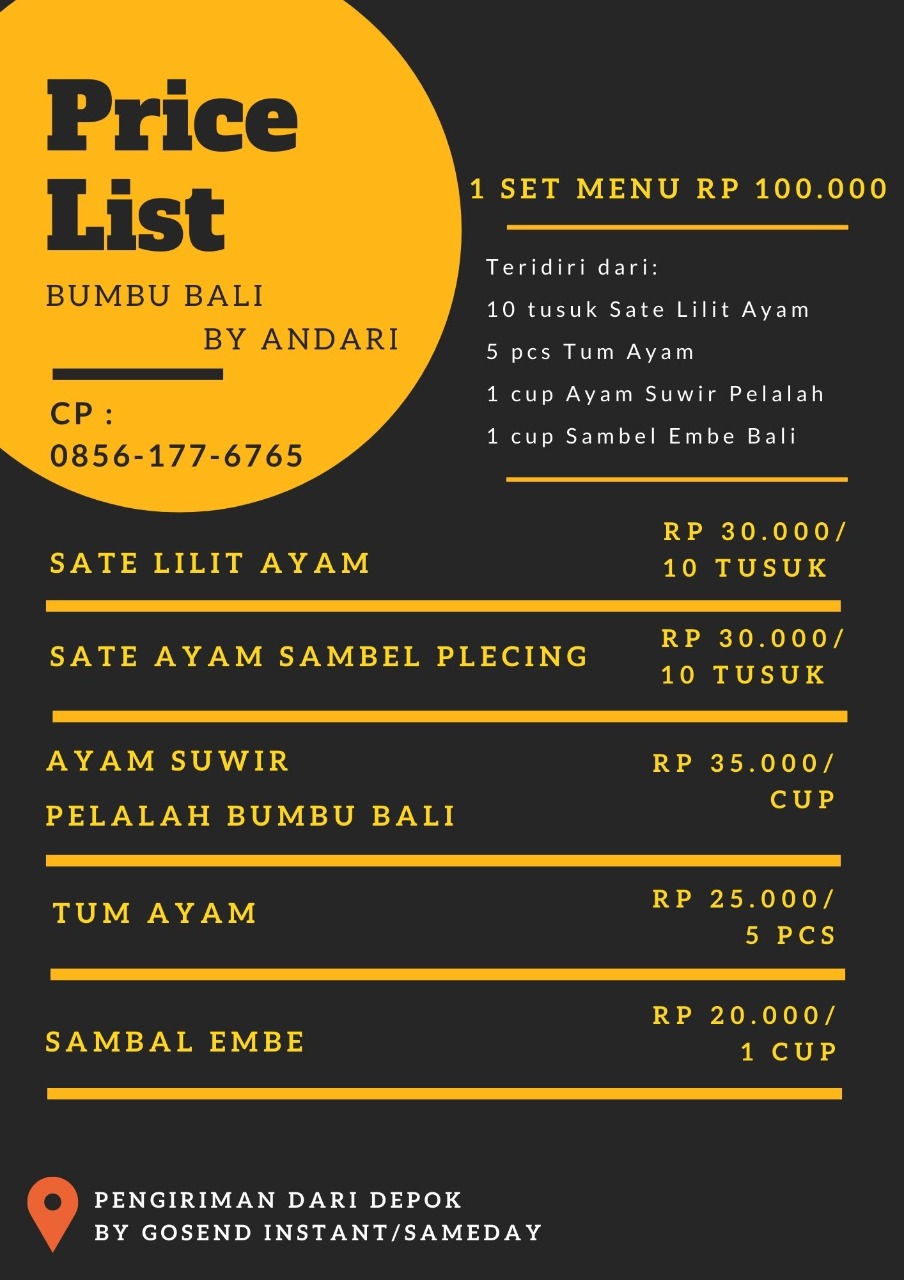 Price
List
BUMBU BALI
BY ANDARI
CP :
0856-177-6765
1 SET MENU RP 100.000
Teridiri dari:
10 tusuk Sate Lilit Ayam
5 pcs Tum Ayam
1 cup Ayam Suwir Pelalah
1 cup Sambel Embe Bali
SATE LILIT AYAM
RP 30.000/
10 TUSUK
SATE AYAM SAMBEL PLECING
RP 30.000/
10 TUSUK
AYAM SUWIR
PELALAH BUMBU BALI
RP 35.000/
CUP
TUM AYAM
RP 25.000/
5 PCS
SAMBAL EMBE
RP 20.000/
1 CUP
PENGIRIMAN DARI DEPOK
BY GOSEND INSTANT/SAMEDAY